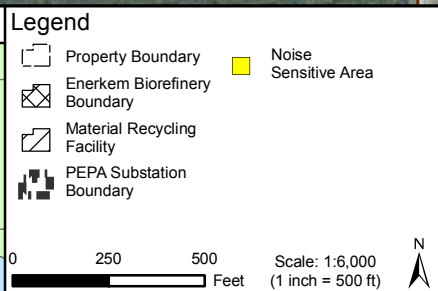 Legend
Property Boundary
Enerkem Biorefinery
Boundary
Material Recycling
Facility
PEPA Substation
Boundary
Noise
Sensitive Area
0 250 500
Feet
Scale: 1:6,000
(1 inch = 500 ft)
N